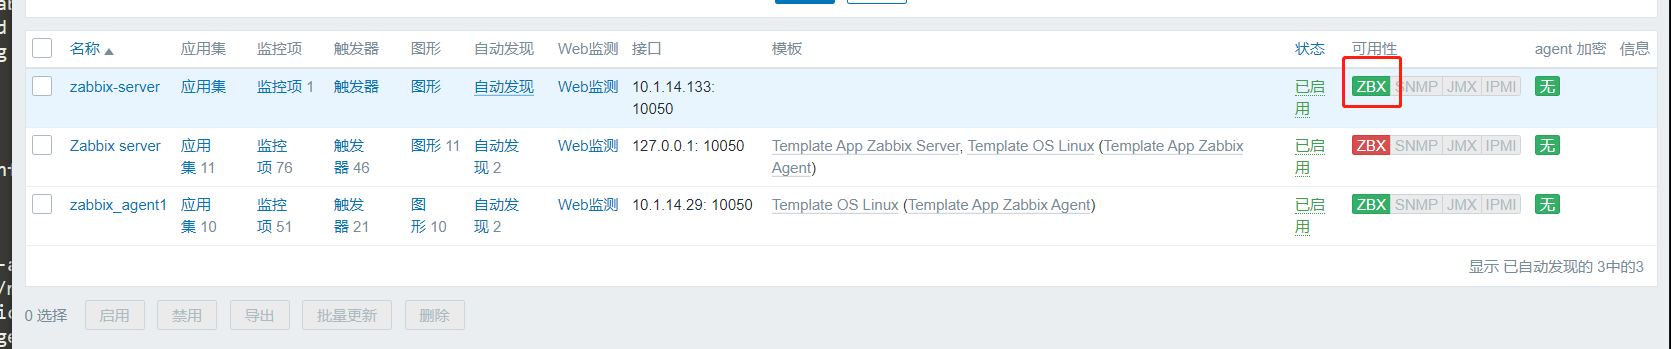 名称 应用集 监控项 触发器 图形 自动发现 Web监测 接口 模板 状态 可用性 agent 加密 信息
zabbix-server 应用集 监控项 1 触发器 图形 自动发现 Web监测 10.1.14.133: 10050 已启用 ZBX SNMP JMX IPMI 无
Zabbix server 应用集 11 监控项 76 触发器 46 图形 11 自动发现 2 Web监测 127.0.0.1: 10050 Template App Zabbix Server, Template OS Linux (Template App Zabbix Agent) 已启用 ZBX SNMP JMX IPMI 无
zabbix_agent1 应用集 10 监控项 51 触发器 21 图形 10 自动发现 2 Web监测 10.1.14.29: 10050 Template OS Linux (Template App Zabbix Agent) 已启用 ZBX SNMP JMX IPMI 无
显示 已自动发现的 3中的3
0 选择 启用 禁用 导出 批量更新 删除